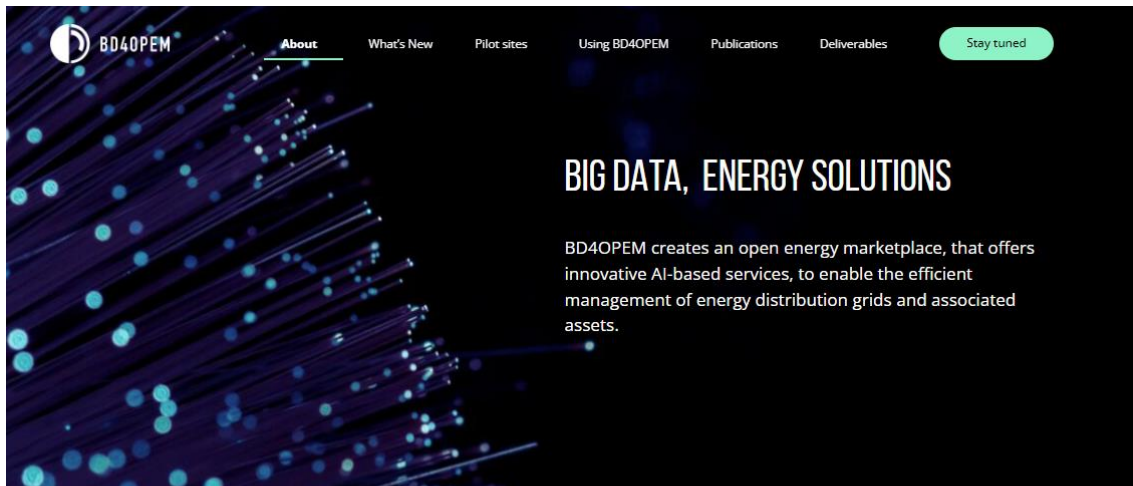 BD4OPEM
About
What's New
Pilot sites
Using BD4OPEM
Publications
Deliverables
Stay tuned
BIG DATA, ENERGY SOLUTIONS
BD4OPEM creates an open energy marketplace, that offers
innovative AI-based services, to enable the efficient
management of energy distribution grids and associated
assets.